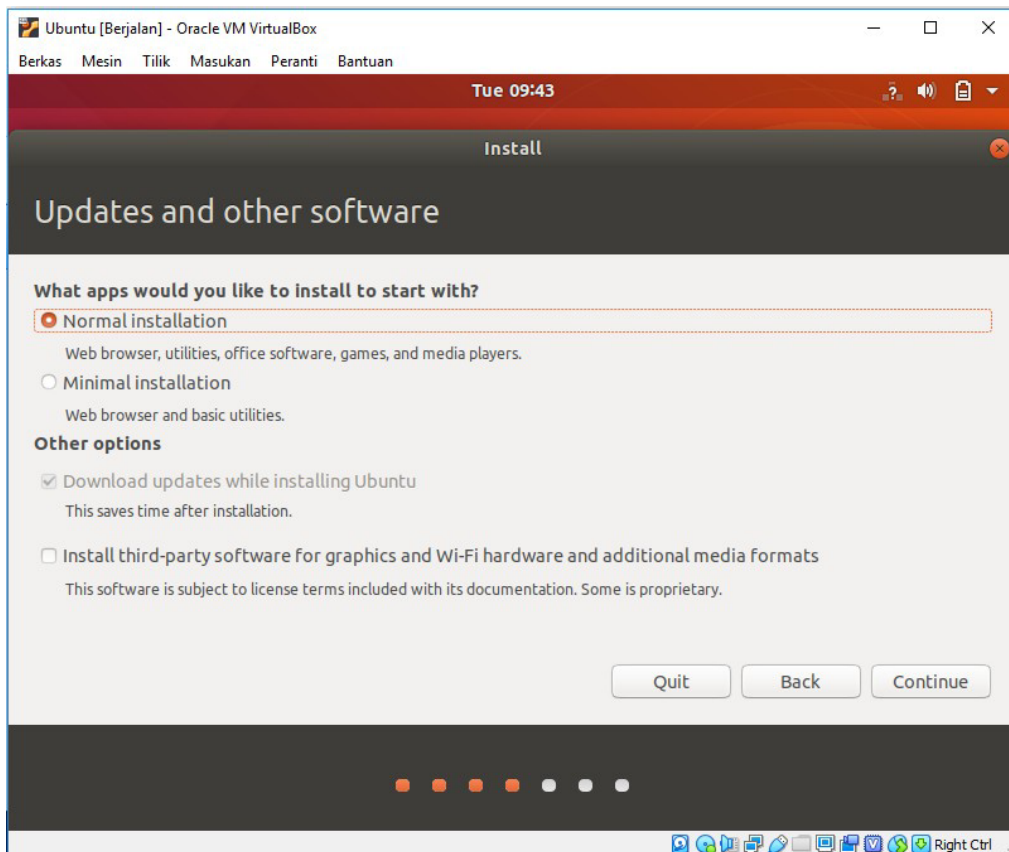 Ubuntu [Berjalan] - Oracle VM VirtualBox
Berkas Mesin Tilik Masukan Peranti Bantuan
Tue 09:43
Install
Updates and other software
What apps would you like to install to start with?
Normal installation
Web browser, utilities, office software, games, and media players.
Minimal installation
Web browser and basic utilities.
Other options
Download updates while installing Ubuntu
This saves time after installation.
Install third-party software for graphics and Wi-Fi hardware and additional media formats
This software is subject to license terms included with its documentation. Some is proprietary.
Quit Back Continue
Right Ctrl